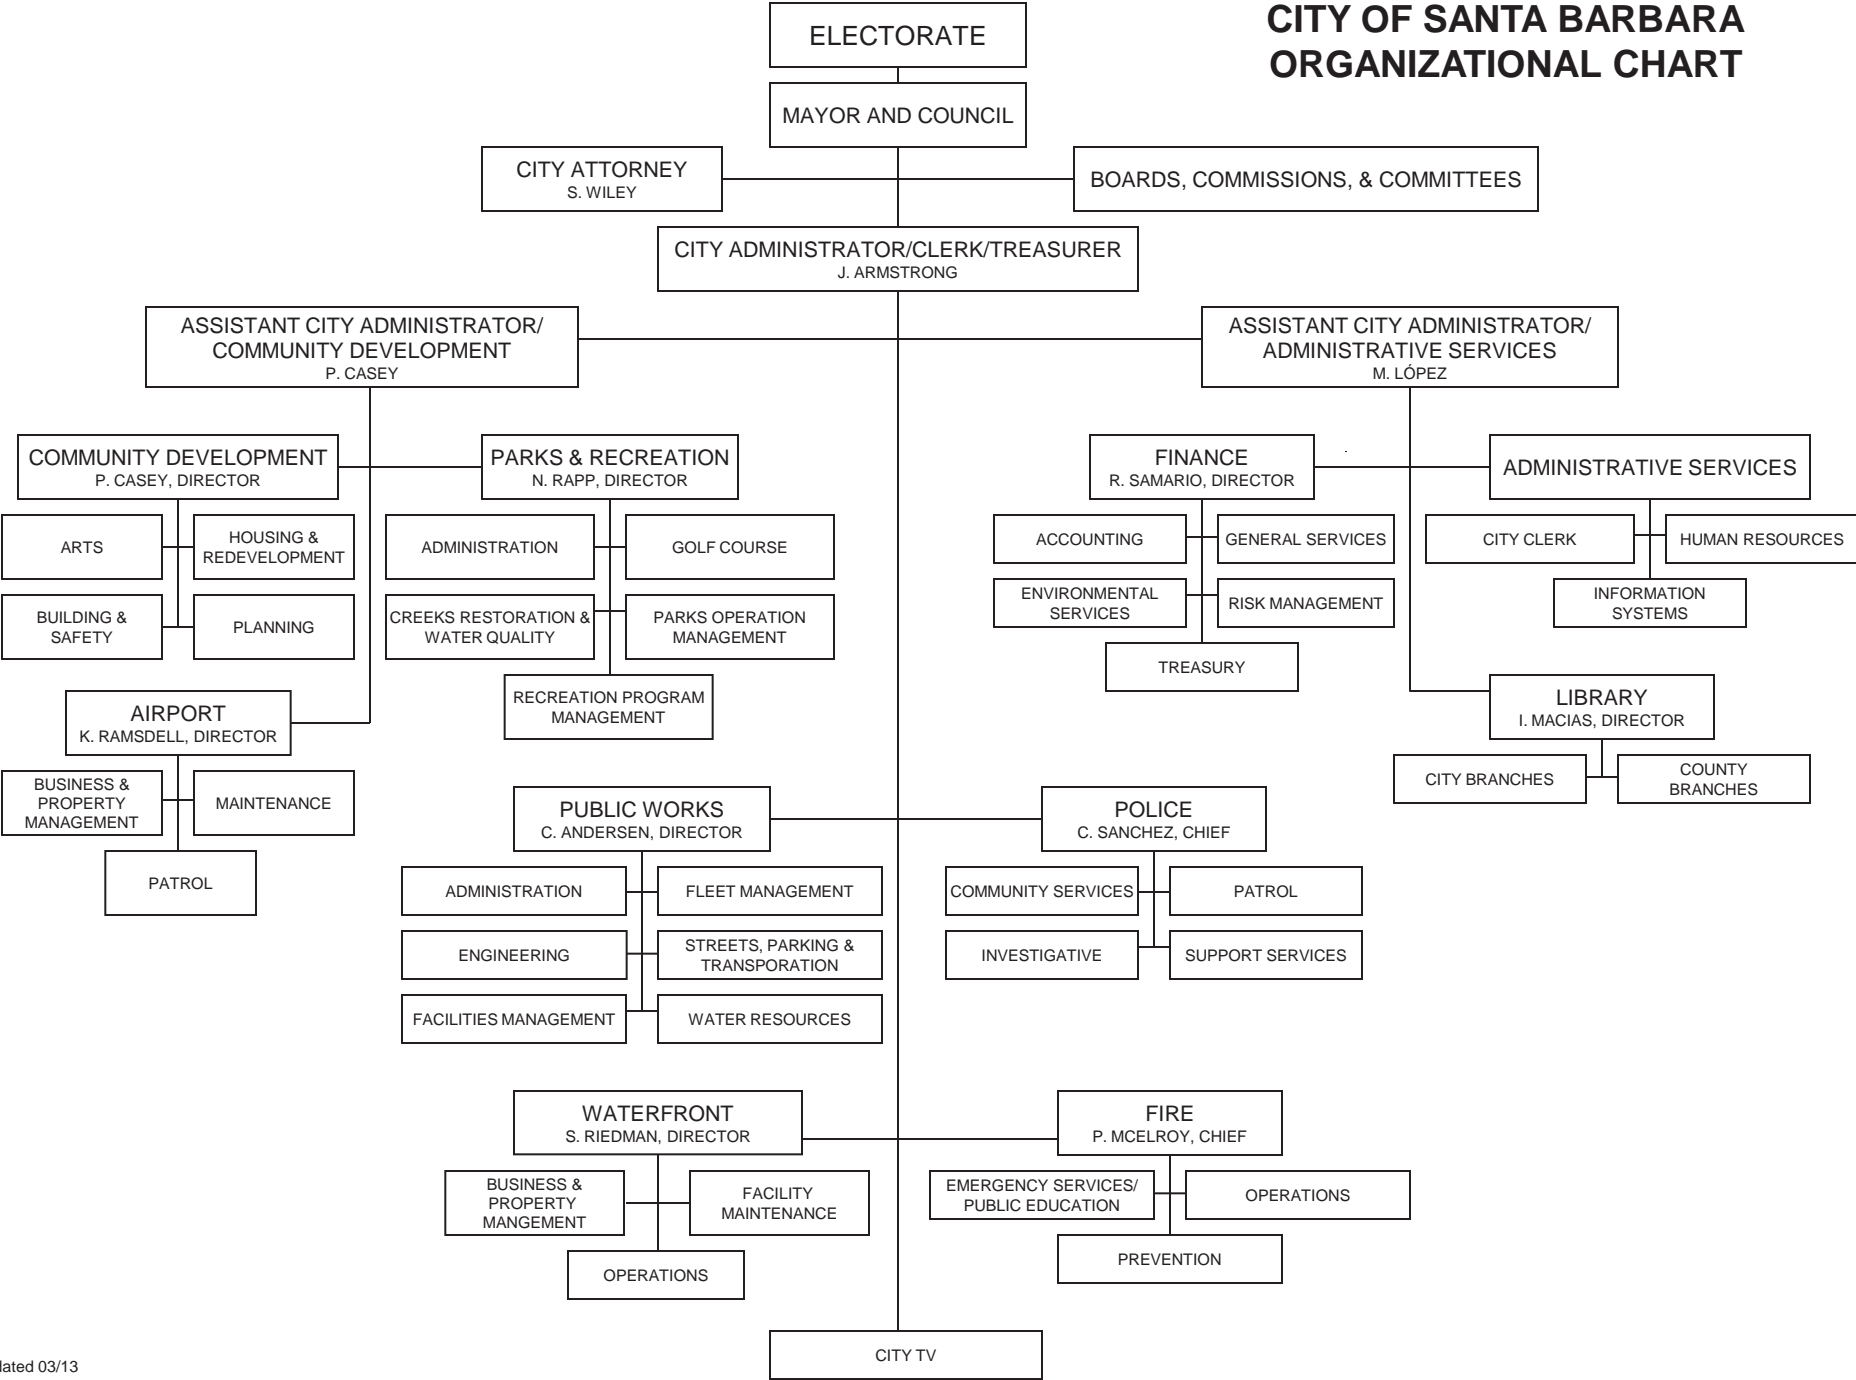 CITY OF SANTA BARBARA
ORGANIZATIONAL CHART
ELECTORATE
MAYOR AND COUNCIL
CITY ATTORNEY
S. WILEY
BOARDS, COMMISSIONS, & COMMITTEES
CITY ADMINISTRATOR/CLERK/TREASURER
J. ARMSTRONG
ASSISTANT CITY ADMINISTRATOR/
COMMUNITY DEVELOPMENT
P. CASEY
ASSISTANT CITY ADMINISTRATOR/
ADMINISTRATIVE SERVICES
M. LÓPEZ
COMMUNITY DEVELOPMENT
P. CASEY, DIRECTOR
ARTS
HOUSING &
REDEVELOPMENT
BUILDING &
SAFETY
PLANNING
PARKS & RECREATION
N. RAPP, DIRECTOR
ADMINISTRATION
GOLF COURSE
CREEKS RESTORATION &
WATER QUALITY
PARKS OPERATION
MANAGEMENT
RECREATION PROGRAM
MANAGEMENT
FINANCE
R. SAMARIO, DIRECTOR
ACCOUNTING
GENERAL SERVICES
ENVIRONMENTAL
SERVICES
RISK MANAGEMENT
TREASURY
ADMINISTRATIVE SERVICES
CITY CLERK
HUMAN RESOURCES
INFORMATION
SYSTEMS
AIRPORT
K. RAMSDELL, DIRECTOR
BUSINESS &
PROPERTY
MANAGEMENT
MAINTENANCE
PATROL
LIBRARY
I. MACIAS, DIRECTOR
CITY BRANCHES
COUNTY
BRANCHES
PUBLIC WORKS
C. ANDERSEN, DIRECTOR
ADMINISTRATION
FLEET MANAGEMENT
ENGINEERING
STREETS, PARKING &
TRANSPORATION
FACILITIES MANAGEMENT
WATER RESOURCES
POLICE
C. SANCHEZ, CHIEF
COMMUNITY SERVICES
PATROL
INVESTIGATIVE
SUPPORT SERVICES
WATERFRONT
S. RIEDMAN, DIRECTOR
BUSINESS &
PROPERTY
MANGEMENT
FACILITY
MAINTENANCE
OPERATIONS
FIRE
P. MCELROY, CHIEF
EMERGENCY SERVICES/
PUBLIC EDUCATION
OPERATIONS
PREVENTION
CITY TV
lated 03/13